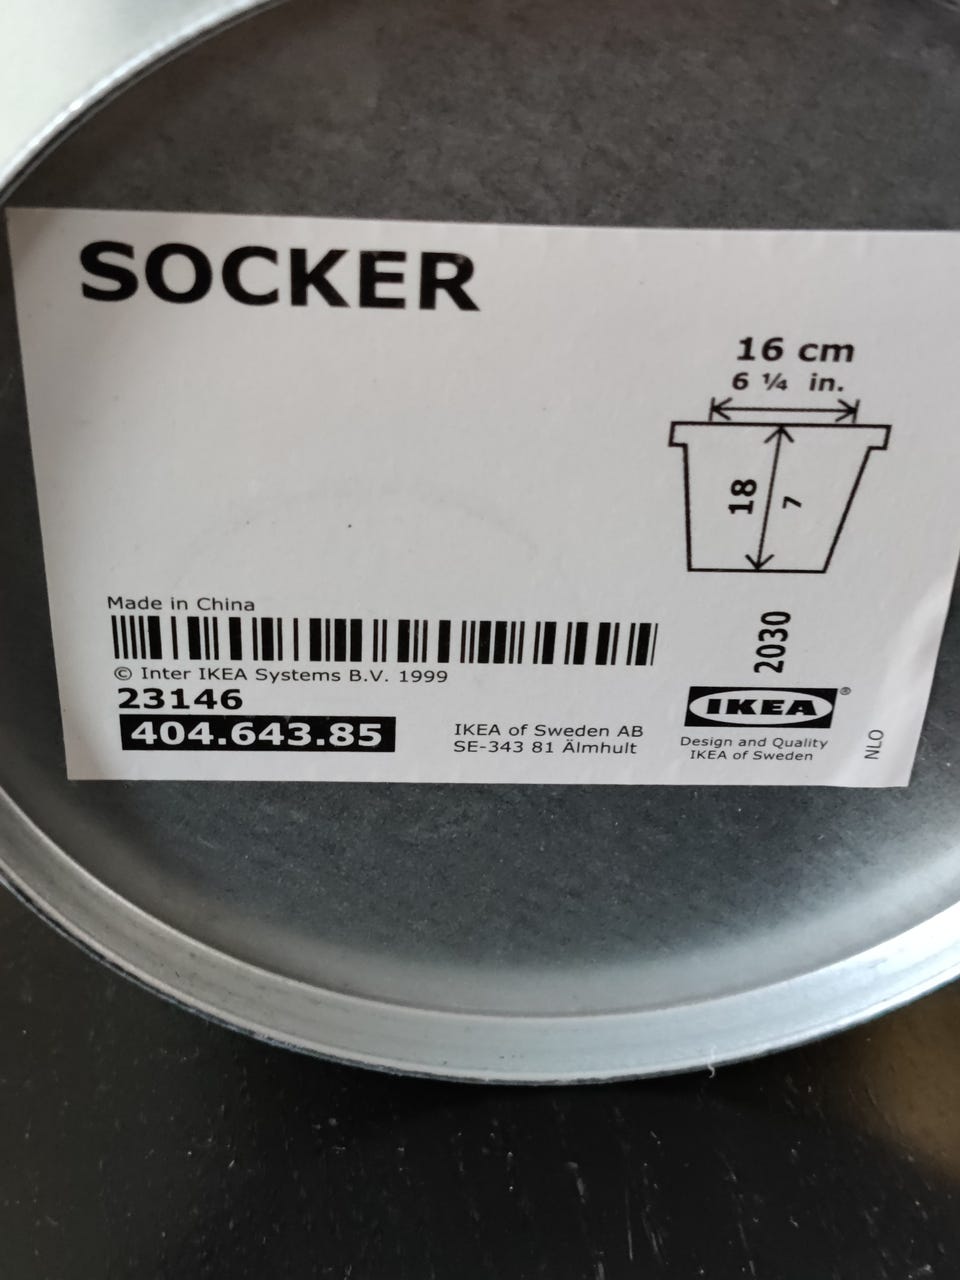 SOCKER
16 cm
6 ¼ in.
18
7
Made in China
© Inter IKEA Systems B.V. 1999
23146
404.643.85
IKEA of Sweden AB
SE-343 81 Älmhult
2030
IKEA®
Design and Quality
IKEA of Sweden
NLO